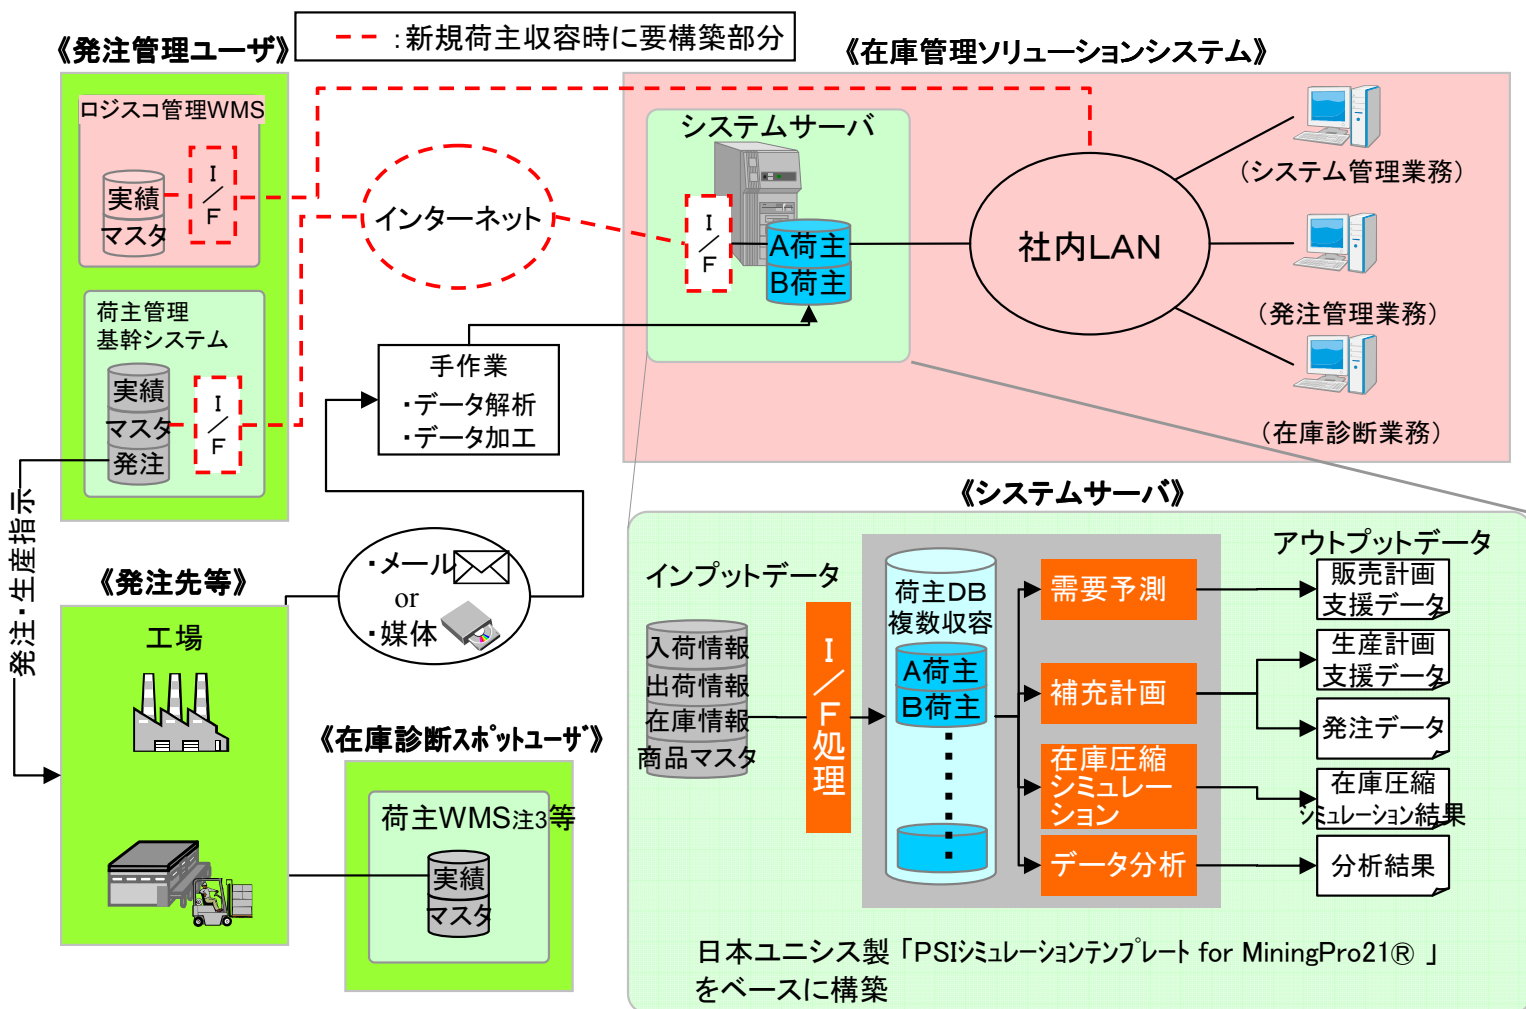 :新規荷主収容時に要構築部分
《発注管理ユーザ》
ロジスコ管理WMS
実績
マスタ
I/F
荷主管理
基幹システム
実績
マスタ
発注
I/F
発注・生産指示
インターネット
《在庫管理ソリューションシステム》
システムサーバ
I/F
A荷主
B荷主
社内LAN
(システム管理業務)
(発注管理業務)
(在庫診断業務)
手作業
・データ解析
・データ加工
・メール
or
・媒体
《発注先等》
工場
《在庫診断スポットユーザ》
荷主WMS注3等
実績
マスタ
《システムサーバ》
インプットデータ
入荷情報
出荷情報
在庫情報
商品マスタ
I/F処理
荷主DB
複数収容
A荷主
B荷主
需要予測
補充計画
在庫圧縮
シミュレー
ション
データ分析
アウトプットデータ
販売計画
支援データ
生産計画
支援データ
発注データ
在庫圧縮
シミュレーション結果
分析結果
日本ユニシス製「PSIシミュレーションテンプレート for MiningPro21® 」
をベースに構築